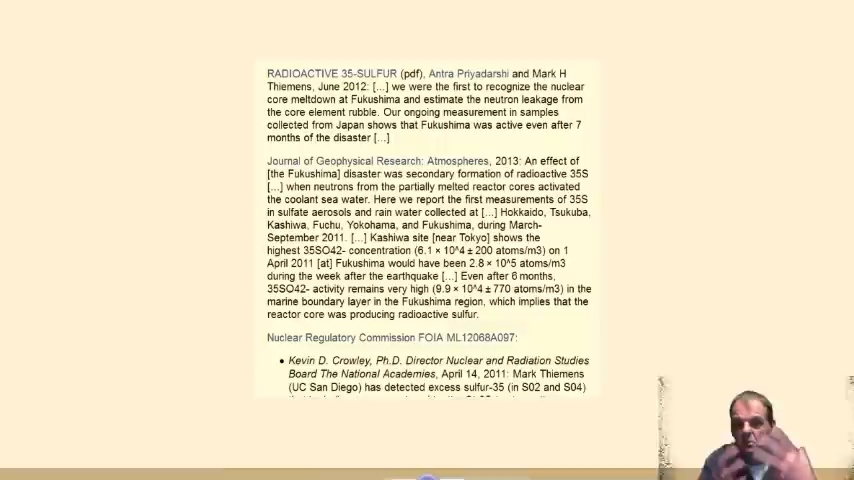 RADIOACTIVE 35-SULFUR (pdf), Antra Priyadarshi and Mark H
Thiemens, June 2012: [...] we were the first to recognize the nuclear
core meltdown at Fukushima and estimate the neutron leakage from
the core element rubble. Our ongoing measurement in samples
collected from Japan shows that Fukushima was active even after 7
months of the disaster [...]
Journal of Geophysical Research: Atmospheres, 2013: An effect of
[the Fukushima] disaster was secondary formation of radioactive 35S
[...] when neutrons from the partially melted reactor cores activated
the coolant sea water. Here we report the first measurements of 35S
in sulfate aerosols and rain water collected at [...] Hokkaido, Tsukuba,
Kashiwa, Fuchu, Yokohama, and Fukushima, during March-
September 2011. [...] Kashiwa site [near Tokyo] shows the
highest 35SO42- concentration (6.1 × 10^4 ± 200 atoms/m3) on 1
April 2011 [at] Fukushima would have been 2.8 × 10^5 atoms/m3
during the week after the earthquake [...] Even after 6 months,
35SO42- activity remains very high (9.9 × 10^4 ± 770 atoms/m3) in the
marine boundary layer in the Fukushima region, which implies that the
reactor core was producing radioactive sulfur.
Nuclear Regulatory Commission FOIA ML12068A097:
• Kevin D. Crowley, Ph.D. Director Nuclear and Radiation Studies
Board The National Academies, April 14, 2011: Mark Thiemens
(UC San Diego) has detected excess sulfur-35 (in S02 and S04)